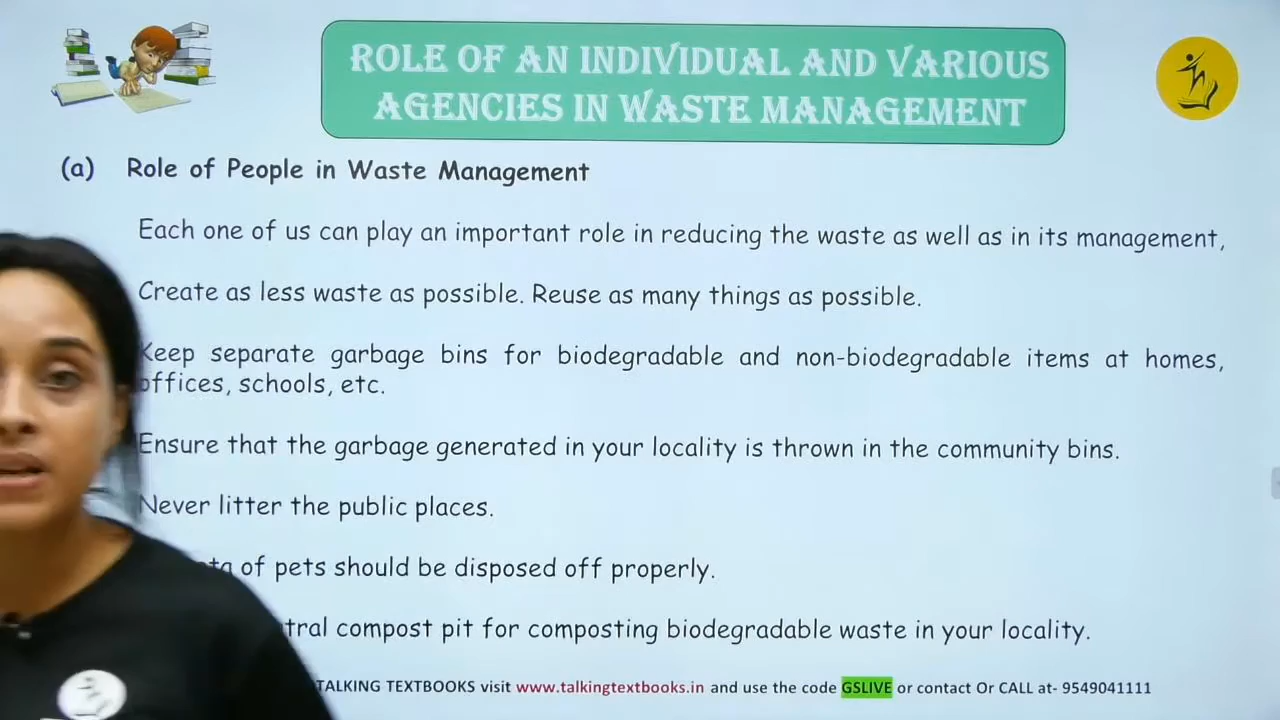 ROLE OF AN INDIVIDUAL AND VARIOUS
AGENCIES IN WASTE MANAGEMENT
(a) Role of People in Waste Management
Each one of us can play an important role in reducing the waste as well as in its management,
Create as less waste as possible. Reuse as many things as possible.
Keep separate garbage bins for biodegradable and non-biodegradable items at homes,
offices, schools, etc.
Ensure that the garbage generated in your locality is thrown in the community bins.
Never litter the public places.
of pets should be disposed off properly.
compost pit for composting biodegradable waste in your locality.
TALKING TEXTBOOKS visit www.talkingtextbooks.in and use the code GSLIVE or contact Or CALL at- 9549041111